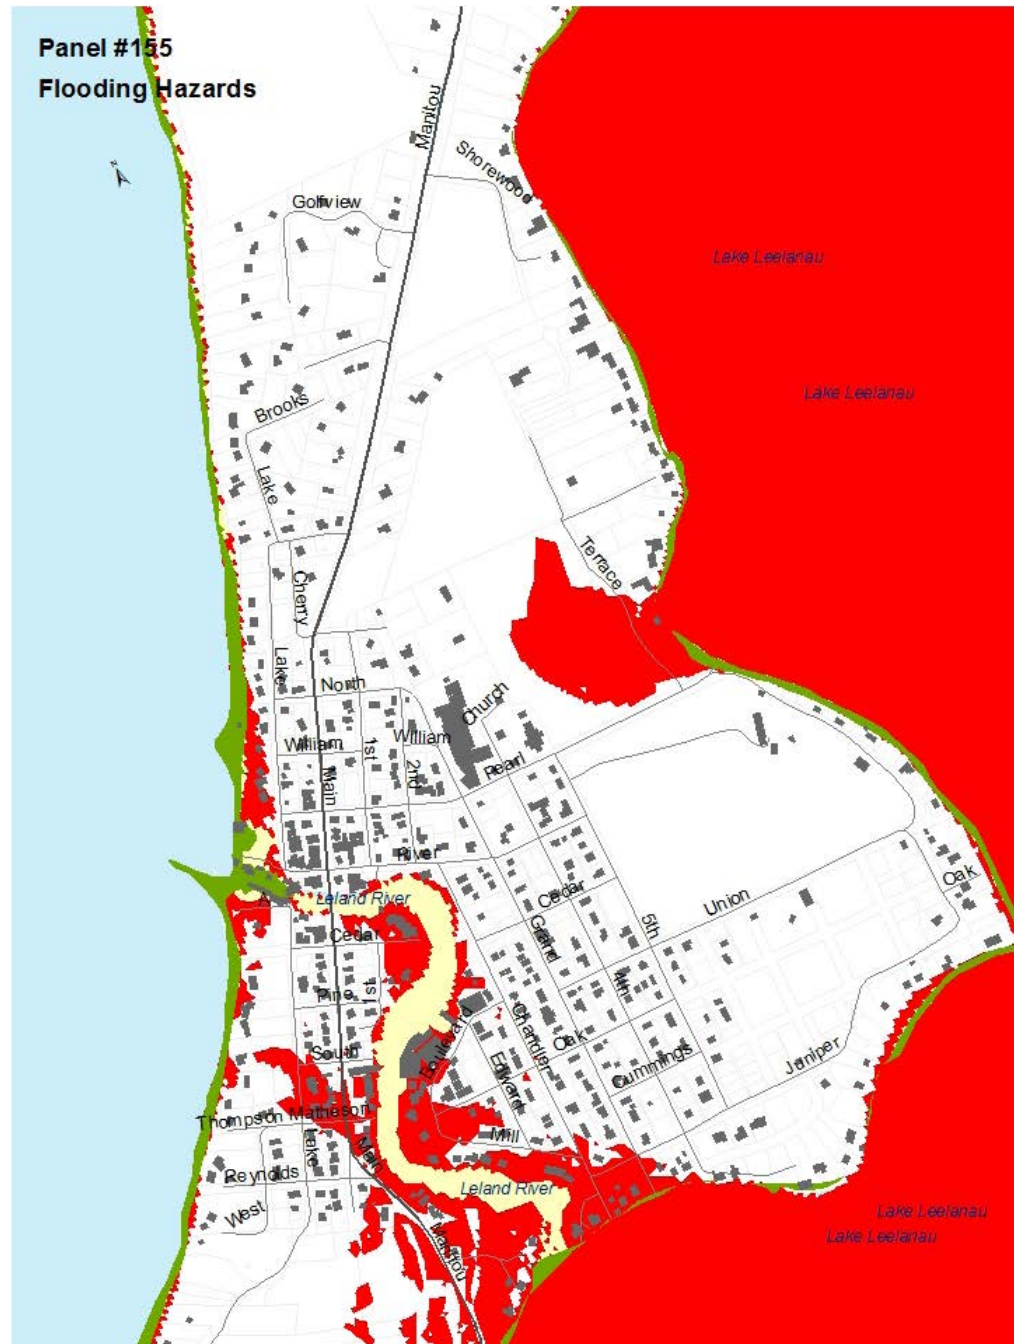 Panel #155
Flooding Hazards
Manitou
Shorewood
N
Golfview
Lake Leelanau
Lake Leelanau
Brooks
Lake
Terrace
Cherry
Lake
North
Church
William
1st
William
Main
2nd
Pearl
River
Leland River
Cedar
Union
Oak
A
Cedar
Grand
5th
Pine
1st
4th
South
Boulevard
Chandler
Oak
Edward
Cummings
Juniper
Thompson
Matheson
Lake
Main
Mill
Reynolds
Leland River
West
Manitou
Lake Leelanau
Lake Leelanau